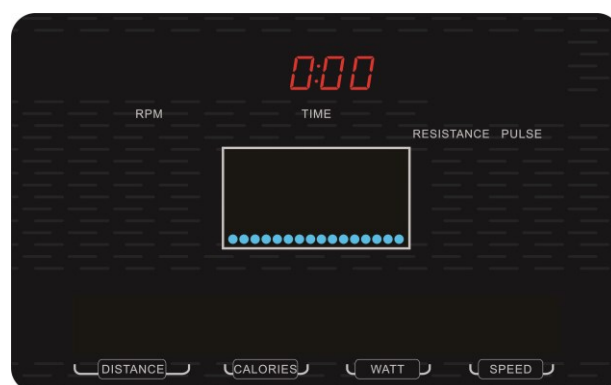 0:00
RPM TIME
RESISTANCE PULSE
DISTANCE CALORIES WATT SPEED